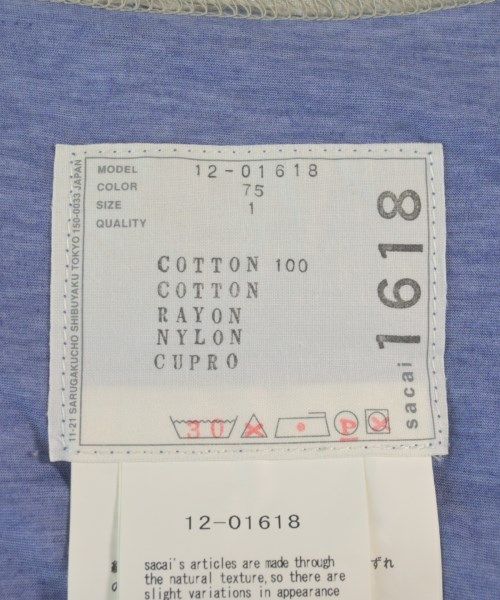 MODEL 12-01618
COLOR 75
SIZE 1
QUALITY
COTTON 100
COTTON
RAYON
NYLON
CUPRO
30
P
sacai 1618
11-21 SARUGAKUCHO SHIBUYAKU TOKYO 150-0033 JAPAN
12-01618
sacai's articles are made through
the natural texture, so there are
slight variations in appearance
ずれ
の